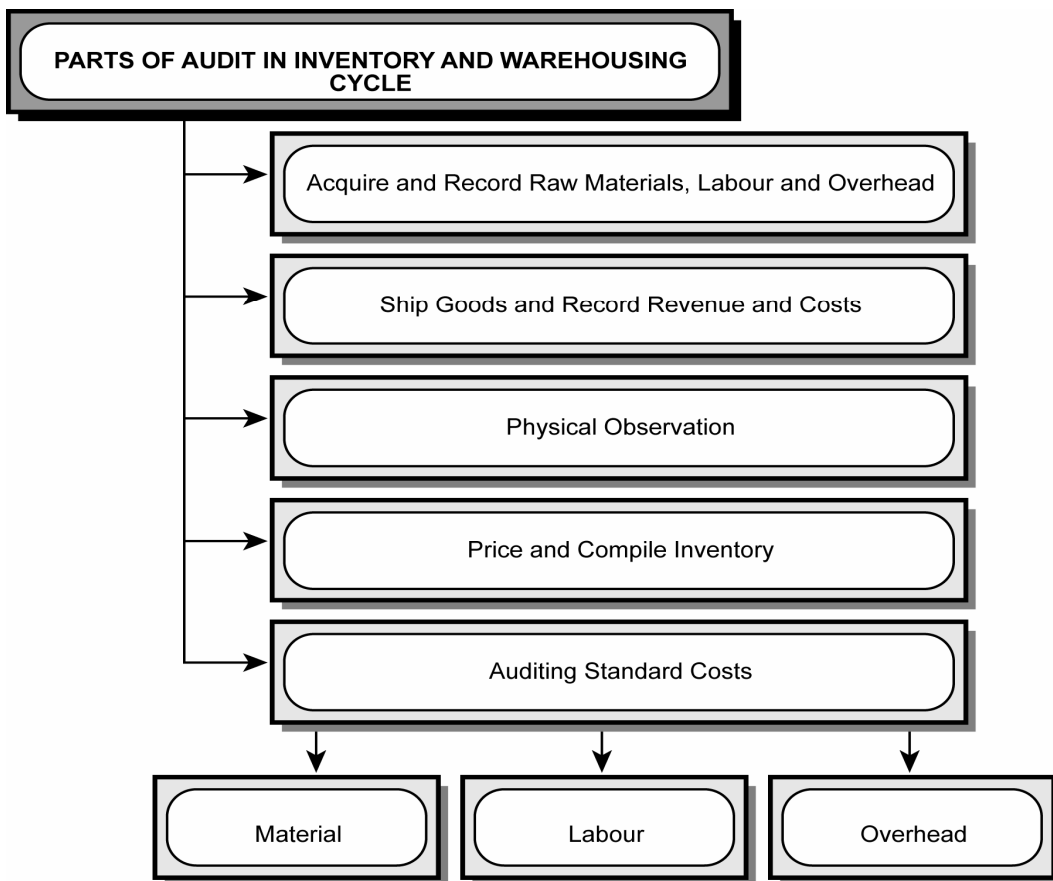 PARTS OF AUDIT IN INVENTORY AND WAREHOUSING
CYCLE
Acquire and Record Raw Materials, Labour and Overhead
Ship Goods and Record Revenue and Costs
Physical Observation
Price and Compile Inventory
Auditing Standard Costs
Material
Labour
Overhead